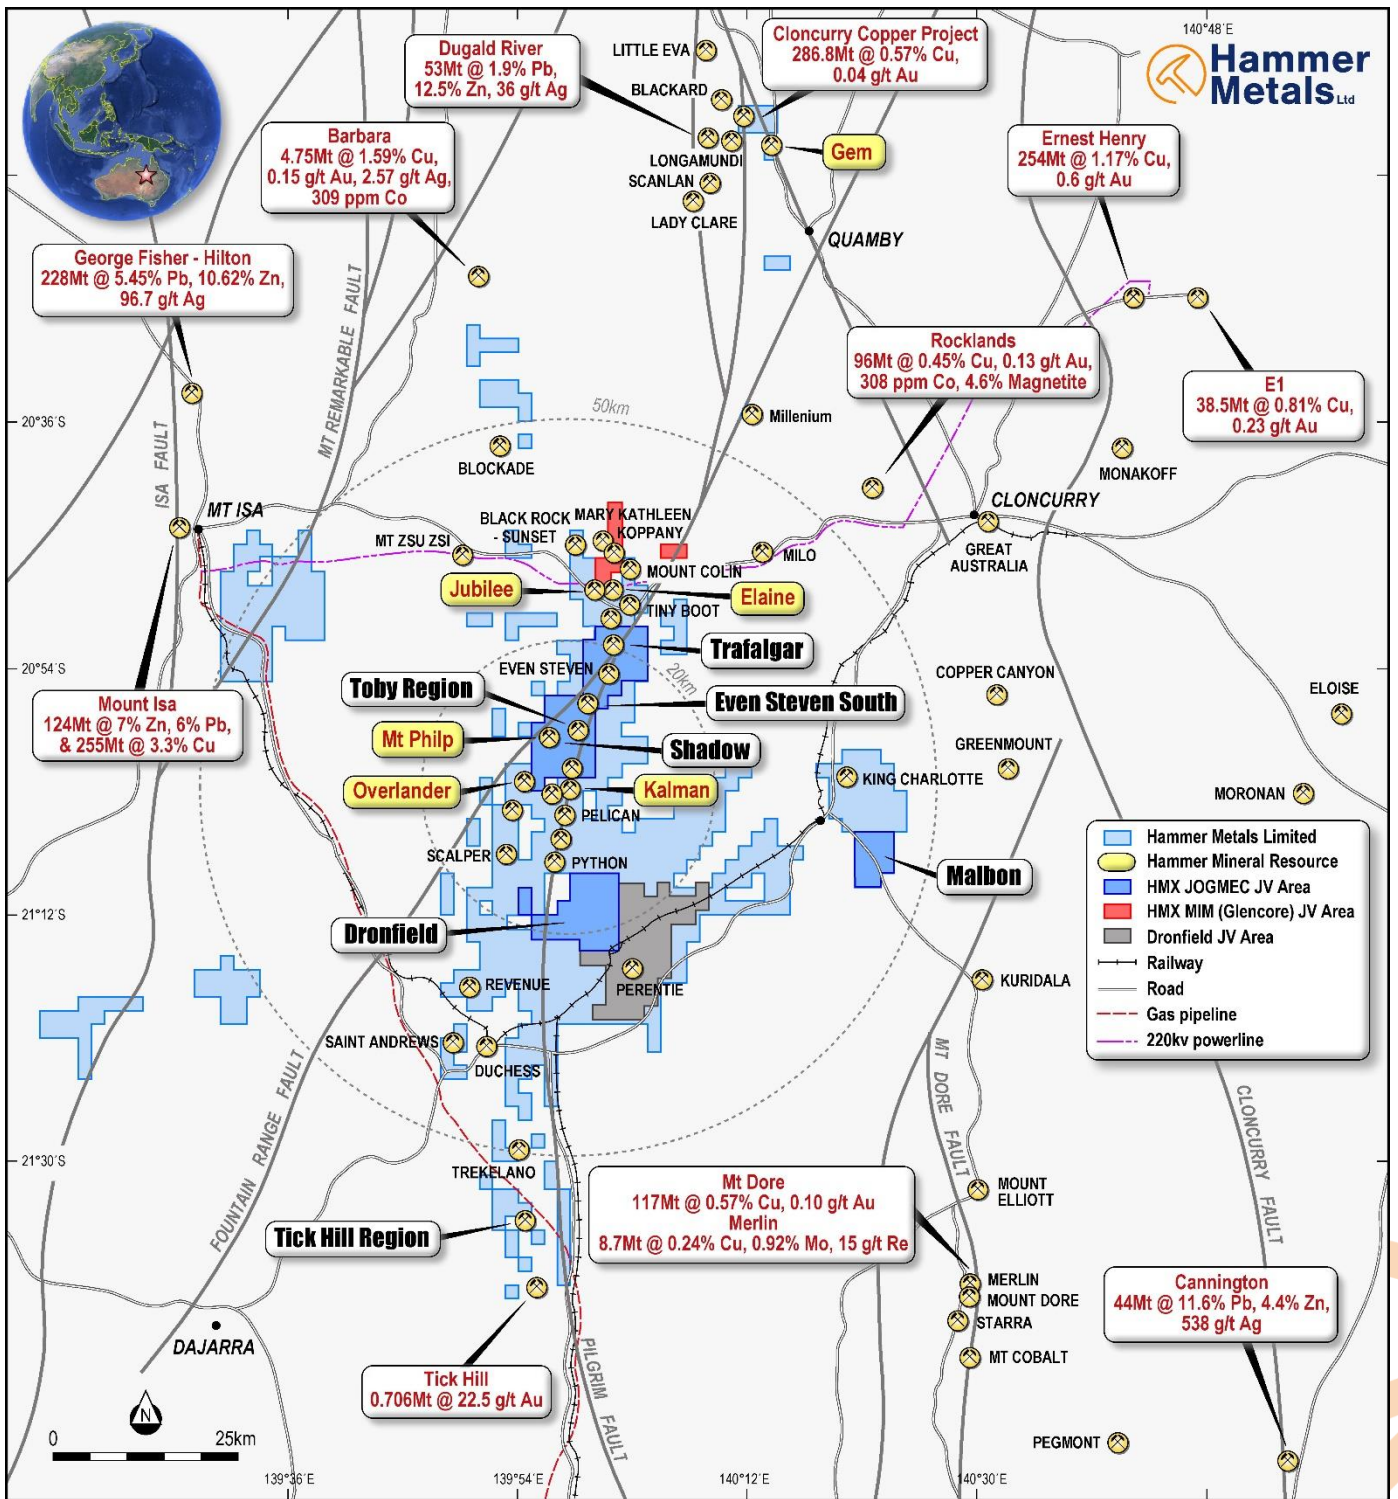 140°48´E
Hammer
Metals Ltd
LITTLE EVA
Dugald River
53Mt @ 1.9% Pb,
12.5% Zn, 36 g/t Ag
Cloncurry Copper Project
286.8Mt @ 0.57% Cu,
0.04 g/t Au
BLACKARD
Barbara
4.75Mt @ 1.59% Cu,
0.15 g/t Au, 2.57 g/t Ag,
309 ppm Co
LONGAMUNDI
Gem
Ernest Henry
254Mt @ 1.17% Cu,
0.6 g/t Au
SCANLAN
LADY CLARE
QUAMBY
George Fisher - Hilton
228Mt @ 5.45% Pb, 10.62% Zn,
96.7 g/t Ag
MT REMARKABLE FAULT
Rocklands
96Mt @ 0.45% Cu, 0.13 g/t Au,
308 ppm Co, 4.6% Magnetite
E1
38.5Mt @ 0.81% Cu,
0.23 g/t Au
50km
Millenium
20°36´S
ISA FAULT
BLOCKADE
MONAKOFF
MT ISA
CLONCURRY
BLACK ROCK
- SUNSET
MARY KATHLEEN
KOPPANY
MT ZSU ZSI
MILO
GREAT
AUSTRALIA
MOUNT COLIN
Jubilee
Elaine
TINY BOOT
Trafalgar
20°54´S
EVEN STEVEN
20km
COPPER CANYON
Toby Region
Even Steven South
ELOISE
Mount Isa
124Mt @ 7% Zn, 6% Pb,
& 255Mt @ 3.3% Cu
Mt Philp
Shadow
GREENMOUNT
KING CHARLOTTE
Overlander
Kalman
MORONAN
PELICAN
SCALPER
PYTHON
Malbon
Hammer Metals Limited
Hammer Mineral Resource
HMX JOGMEC JV Area
HMX MIM (Glencore) JV Area
Dronfield JV Area
Railway
Road
Gas pipeline
220kv powerline
21°12´S
Dronfield
REVENUE
PERENTIE
KURIDALA
SAINT ANDREWS
DUCHESS
FOUNTAIN RANGE FAULT
MT DORE FAULT
CLONCURRY FAULT
21°30´S
TREKELANO
Mt Dore
117Mt @ 0.57% Cu, 0.10 g/t Au
Merlin
8.7Mt @ 0.24% Cu, 0.92% Mo, 15 g/t Re
MOUNT
ELLIOTT
Tick Hill Region
MERLIN
MOUNT DORE
STARRA
MT COBALT
Cannington
44Mt @ 11.6% Pb, 4.4% Zn,
538 g/t Ag
DAJARRA
Tick Hill
0.706Mt @ 22.5 g/t Au
PILGRIM FAULT
N
0 25km
PEGMONT
139°36´E
139°54´E
140°12´E
140°30´E